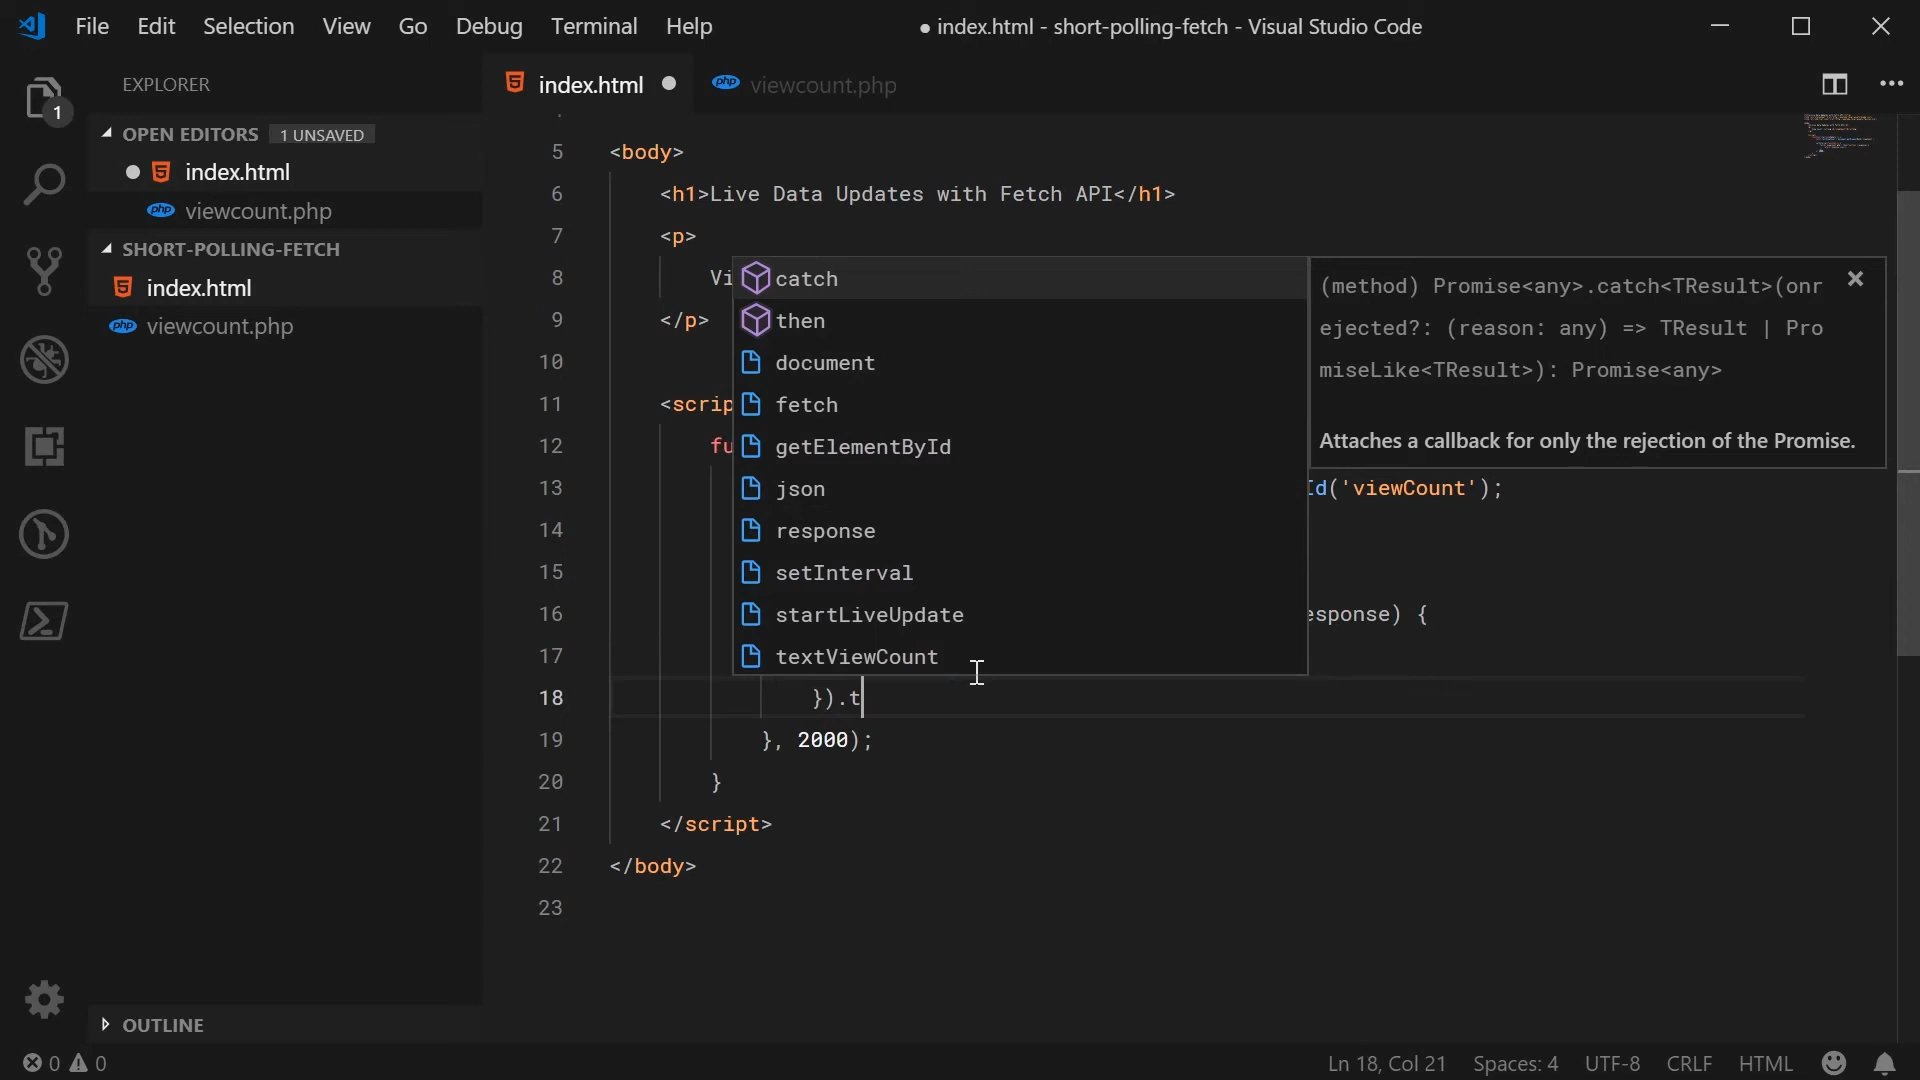 File Edit Selection View Go Debug Terminal Help
● index.html - short-polling-fetch - Visual Studio Code
EXPLORER
1
OPEN EDITORS 1 UNSAVED
index.html
php viewcount.php
SHORT-POLLING-FETCH
index.html
php viewcount.php
OUTLINE
index.html
php viewcount.php
5 <body>
6 <h1>Live Data Updates with Fetch API</h1>
7 <p>
8 Vi
9 </p>
10
11 <scrip
12 fu
13 Id('viewCount');
14
15
16 esponse) {
17
18 }).t
19 }, 2000);
20 }
21 </script>
22 </body>
23
catch
then
document
fetch
getElementById
json
response
setInterval
startLiveUpdate
textViewCount
(method) Promise<any>.catch<TResult>(onr
ejected?: (reason: any) => TResult | Pro
miseLike<TResult>): Promise<any>
Attaches a callback for only the rejection of the Promise.
0 0
Ln 18, Col 21 Spaces: 4 UTF-8 CRLF HTML